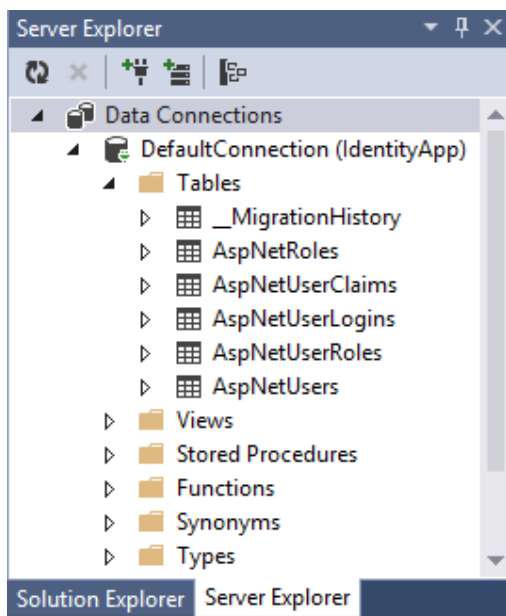 Server Explorer
Data Connections
DefaultConnection (IdentityApp)
Tables
__MigrationHistory
AspNetRoles
AspNetUserClaims
AspNetUserLogins
AspNetUserRoles
AspNetUsers
Views
Stored Procedures
Functions
Synonyms
Types
Solution Explorer Server Explorer